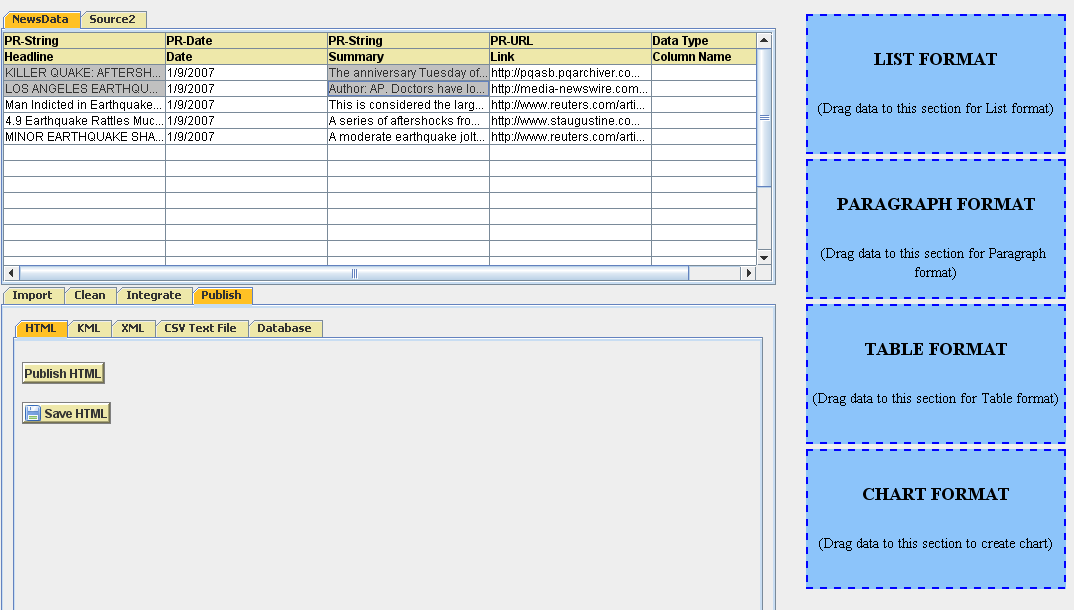 NewsData Source2
PR-String PR-Date PR-String PR-URL Data Type
Headline Date Summary Link Column Name
KILLER QUAKE: AFTERSH... 1/9/2007 The anniversary Tuesday of... http://pqasb.pqarchiver.co...
LOS ANGELES EARTHQU... 1/9/2007 Author: AP. Doctors have lo... http://media-newswire.com...
Man Indicted in Earthquake... 1/9/2007 This is considered the larg... http://www.reuters.com/arti...
4.9 Earthquake Rattles Muc... 1/9/2007 A series of aftershocks fro... http://www.staugustine.co...
MINOR EARTHQUAKE SHA... 1/9/2007 A moderate earthquake jolt... http://www.reuters.com/arti...
Import Clean Integrate Publish
HTML KML XML CSV Text File Database
Publish HTML
Save HTML
LIST FORMAT
(Drag data to this section for List format)
PARAGRAPH FORMAT
(Drag data to this section for Paragraph
format)
TABLE FORMAT
(Drag data to this section for Table format)
CHART FORMAT
(Drag data to this section to create chart)